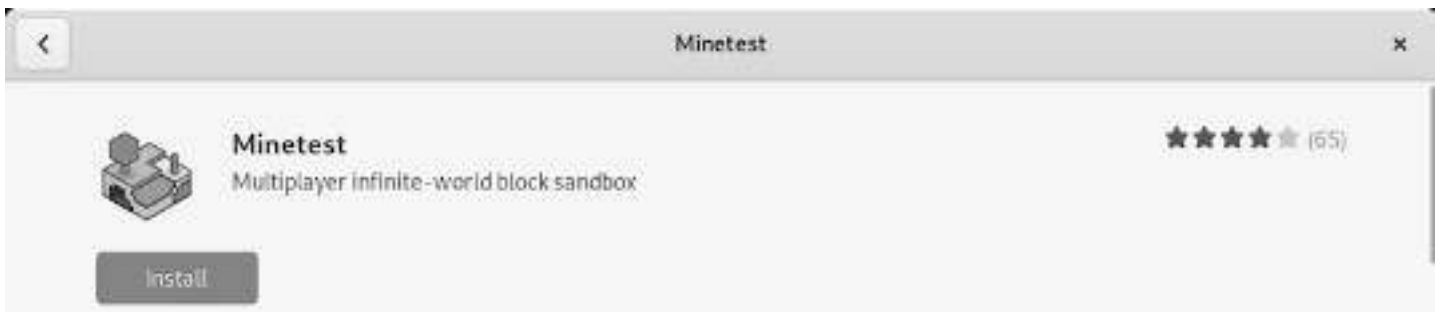 Minetest
Minetest
(65)
Multiplayer infinite-world block sandbox
Install